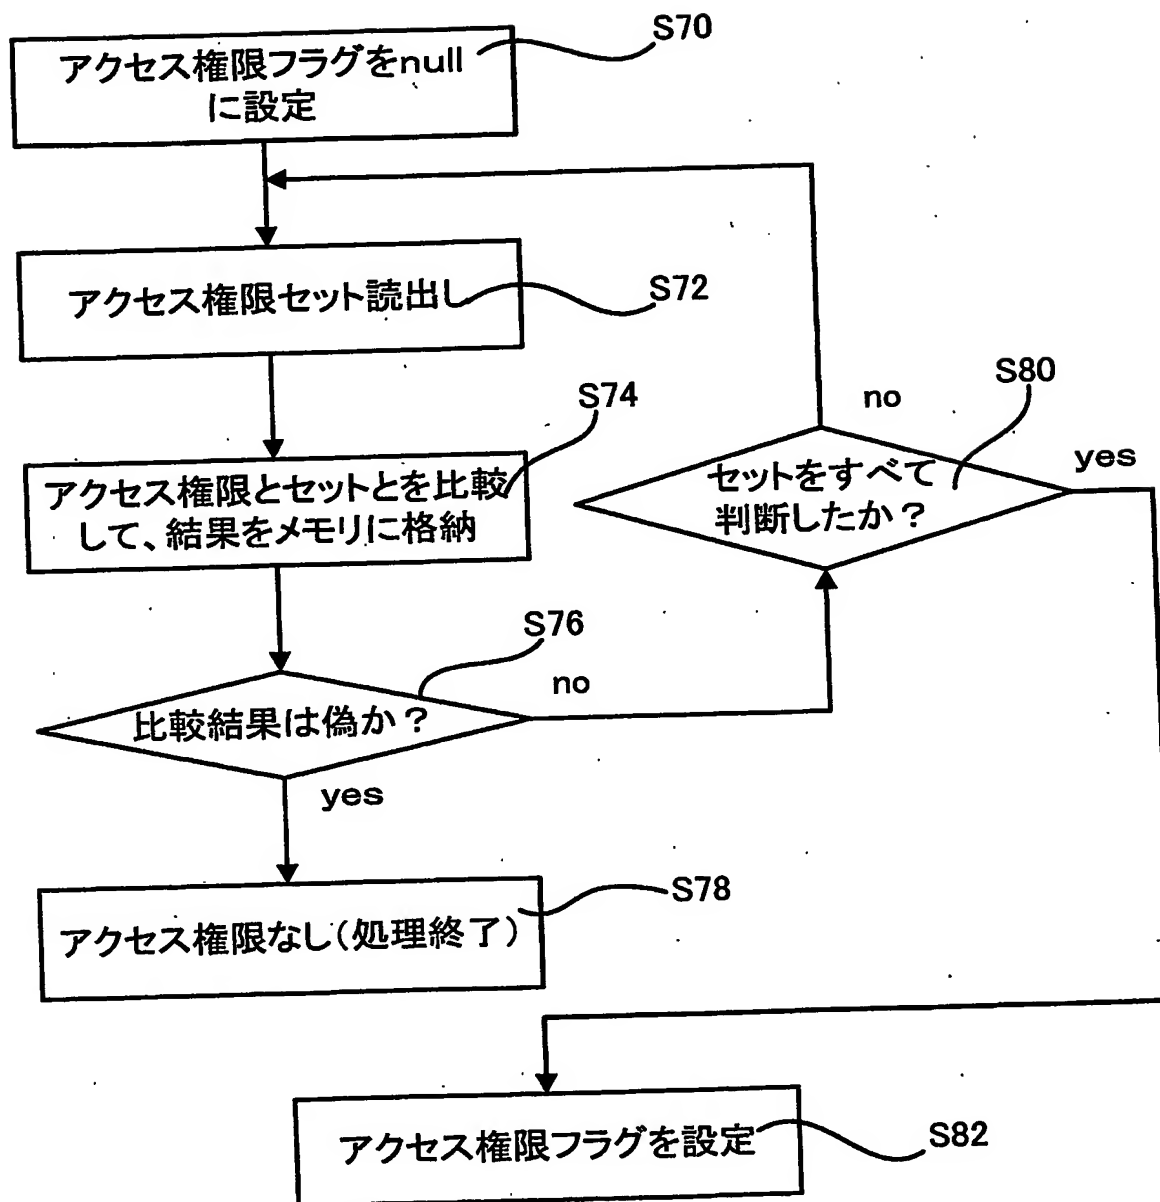 S70
アクセス権限フラグをnull
に設定
アクセス権限セット読出し
S72
S74
アクセス権限とセットとを比較
して、結果をメモリに格納
S80
no
yes
セットをすべて
判断したか？
S76
no
比較結果は偽か？
yes
S78
アクセス権限なし(処理終了)
アクセス権限フラグを設定
S82